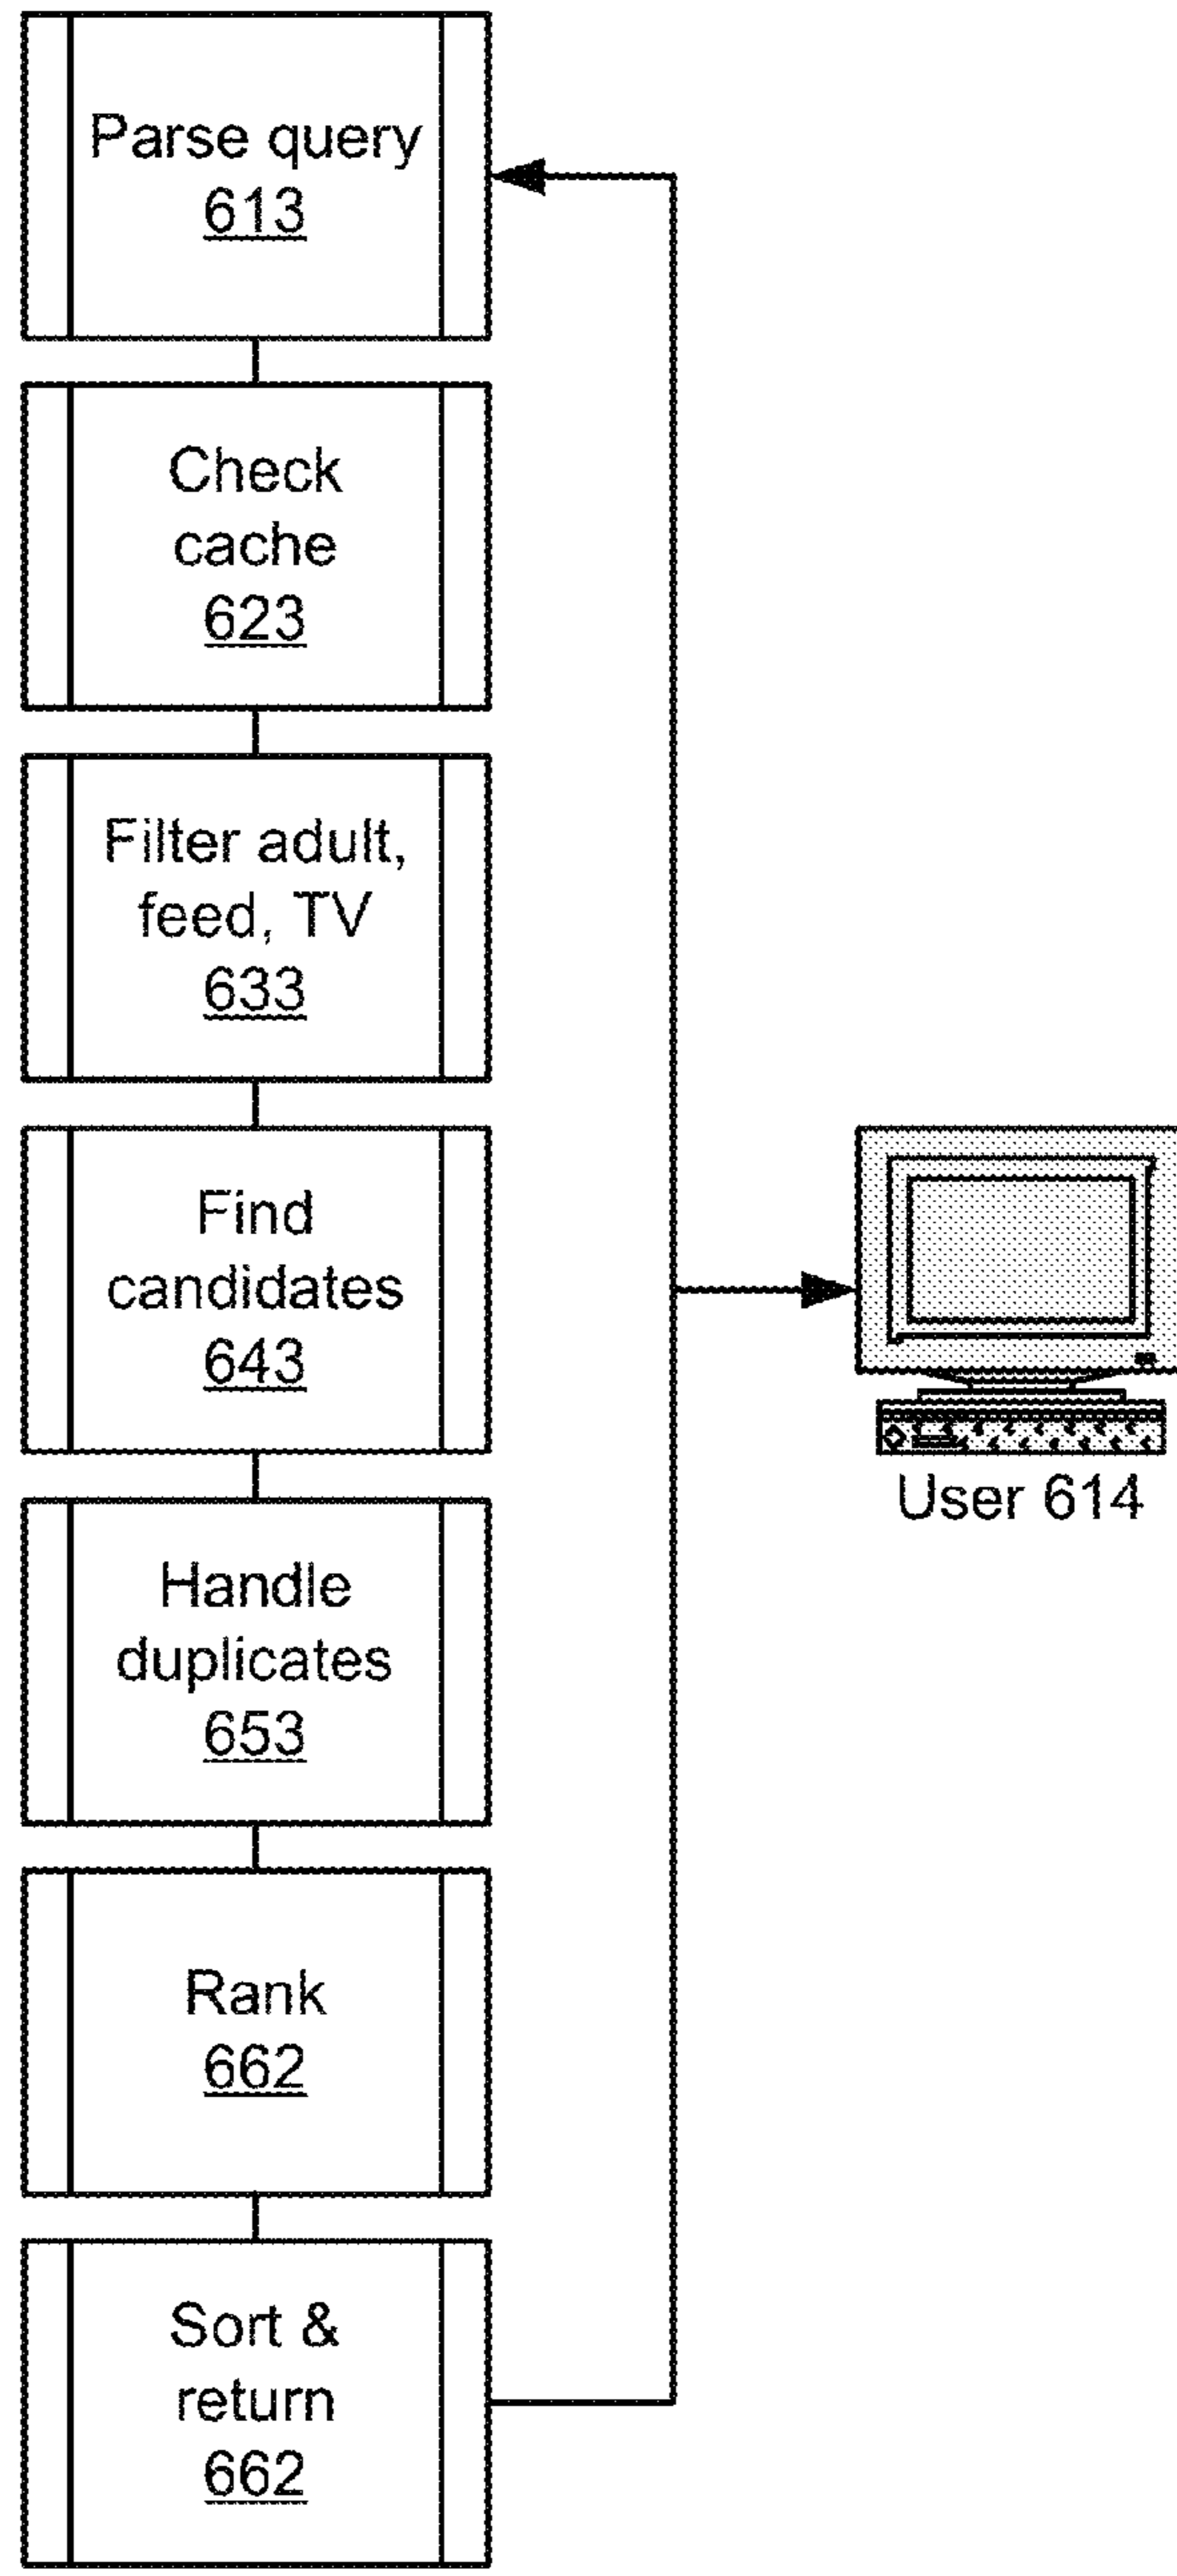 Parse query
613
Check
cache
623
Filter adult,
feed, TV
633
Find
candidates
643
Handle
duplicates
653
Rank
662
Sort &
return
662
User 614